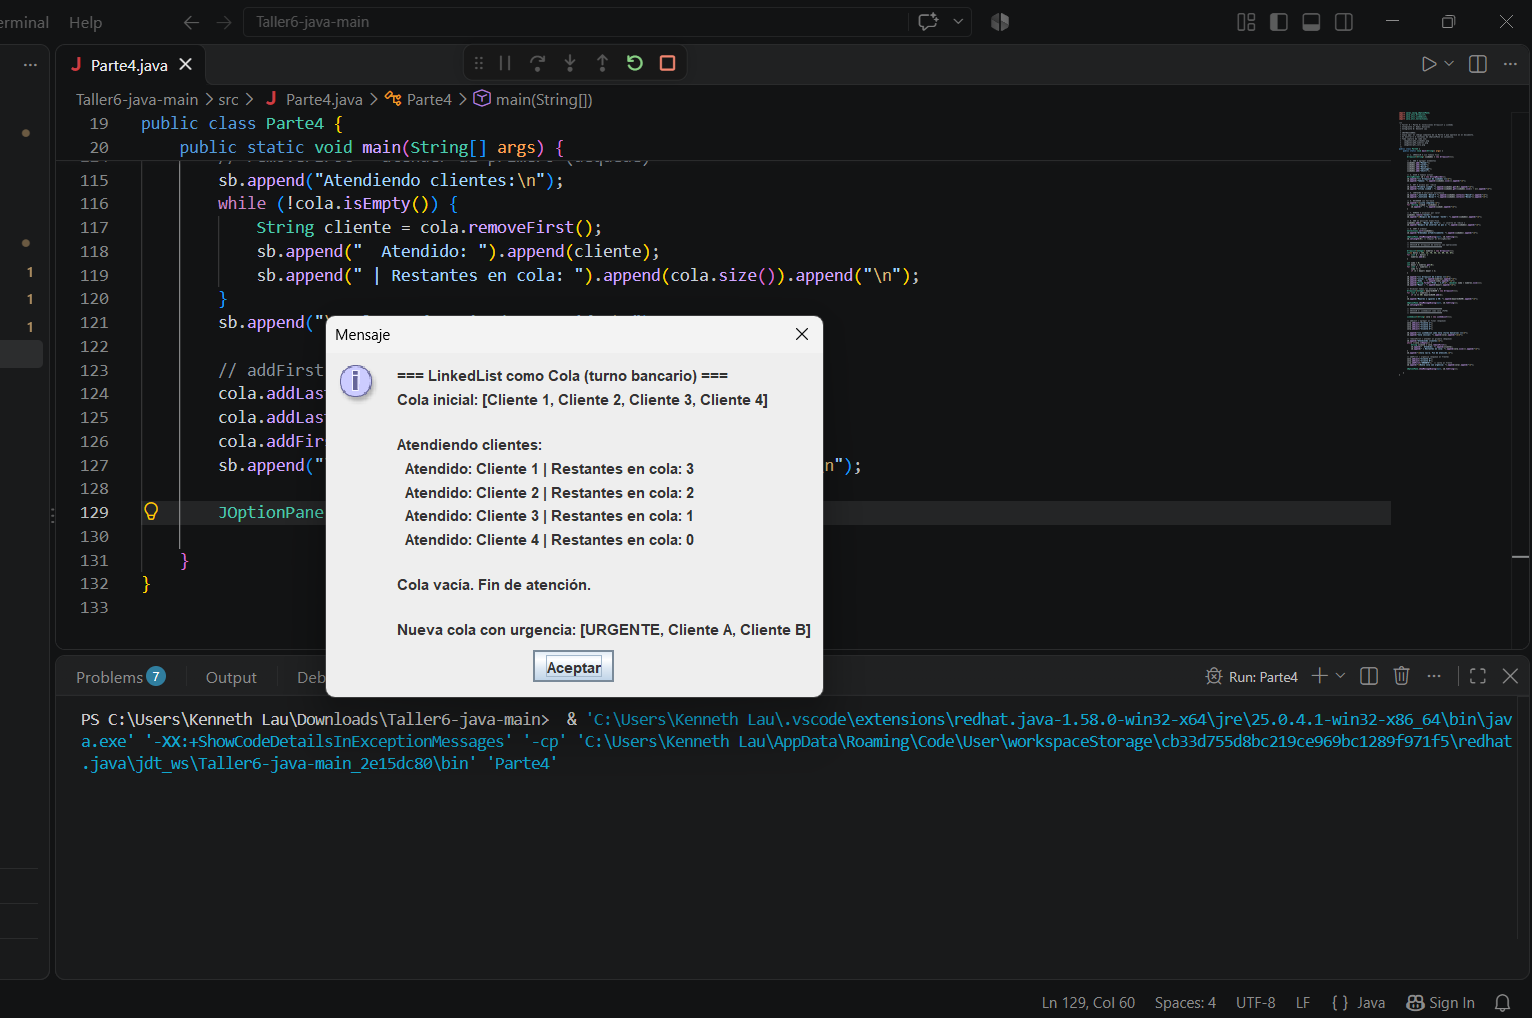 erminal Help
Taller6-java-main
Parte4.java
Taller6-java-main > src > Parte4.java > Parte4 > main(String[])
19 public class Parte4 {
20 public static void main(String[] args) {
115 sb.append("Atendiendo clientes:\n");
116 while (!cola.isEmpty()) {
117 String cliente = cola.removeFirst();
118 sb.append("  Atendido: ").append(cliente);
119 sb.append(" | Restantes en cola: ").append(cola.size()).append("\n");
120 }
121 sb.append("
122
123 // addFirst
124 cola.addLas
125 cola.addLas
126 cola.addFir
127 sb.append(" n");
128
129 JOptionPane
130
131 }
132 }
133
1
1
1
Mensaje
=== LinkedList como Cola (turno bancario) ===
Cola inicial: [Cliente 1, Cliente 2, Cliente 3, Cliente 4]
Atendiendo clientes:
Atendido: Cliente 1 | Restantes en cola: 3
Atendido: Cliente 2 | Restantes en cola: 2
Atendido: Cliente 3 | Restantes en cola: 1
Atendido: Cliente 4 | Restantes en cola: 0
Cola vacía. Fin de atención.
Nueva cola con urgencia: [URGENTE, Cliente A, Cliente B]
Aceptar
Problems 7 Output Deb Run: Parte4
PS C:\Users\Kenneth Lau\Downloads\Taller6-java-main>  & 'C:\Users\Kenneth Lau\.vscode\extensions\redhat.java-1.58.0-win32-x64\jre\25.0.4.1-win32-x86_64\bin\jav
a.exe' '-XX:+ShowCodeDetailsInExceptionMessages' '-cp' 'C:\Users\Kenneth Lau\AppData\Roaming\Code\User\workspaceStorage\cb33d755d8bc219ce969bc1289f971f5\redhat
.java\jdt_ws\Taller6-java-main_2e15dc80\bin' 'Parte4'
Ln 129, Col 60 Spaces: 4 UTF-8 LF {} Java Sign In